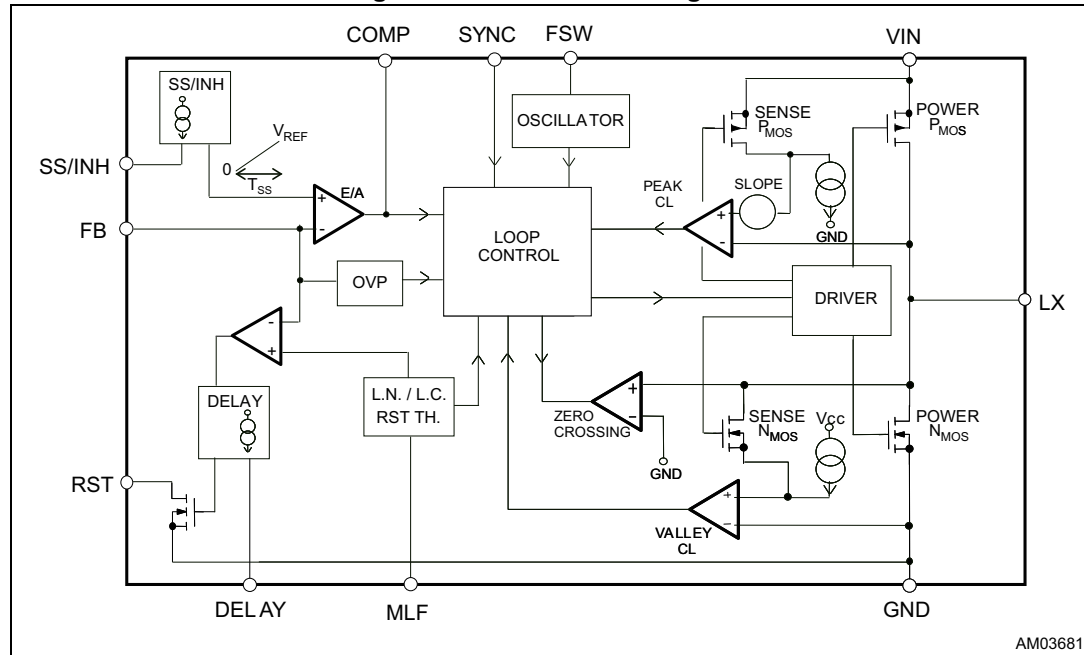 COMP SYNC FSW VIN
SS/INH
OSCILLATOR
SENSE
PMOS
POWER
PMOS
VREF
0
TSS
SS/INH
+
E/A
-
PEAK
CL
SLOPE
+
-
GND
FB
LOOP
CONTROL
OVP
DRIVER
LX
-
+
L.N. / L.C.
RST TH.
DELAY
+
-
ZERO
CROSSING
GND
SENSE
NMOS
Vcc
POWER
NMOS
RST
+
-
VALLEY
CL
DELAY MLF GND
AM03681